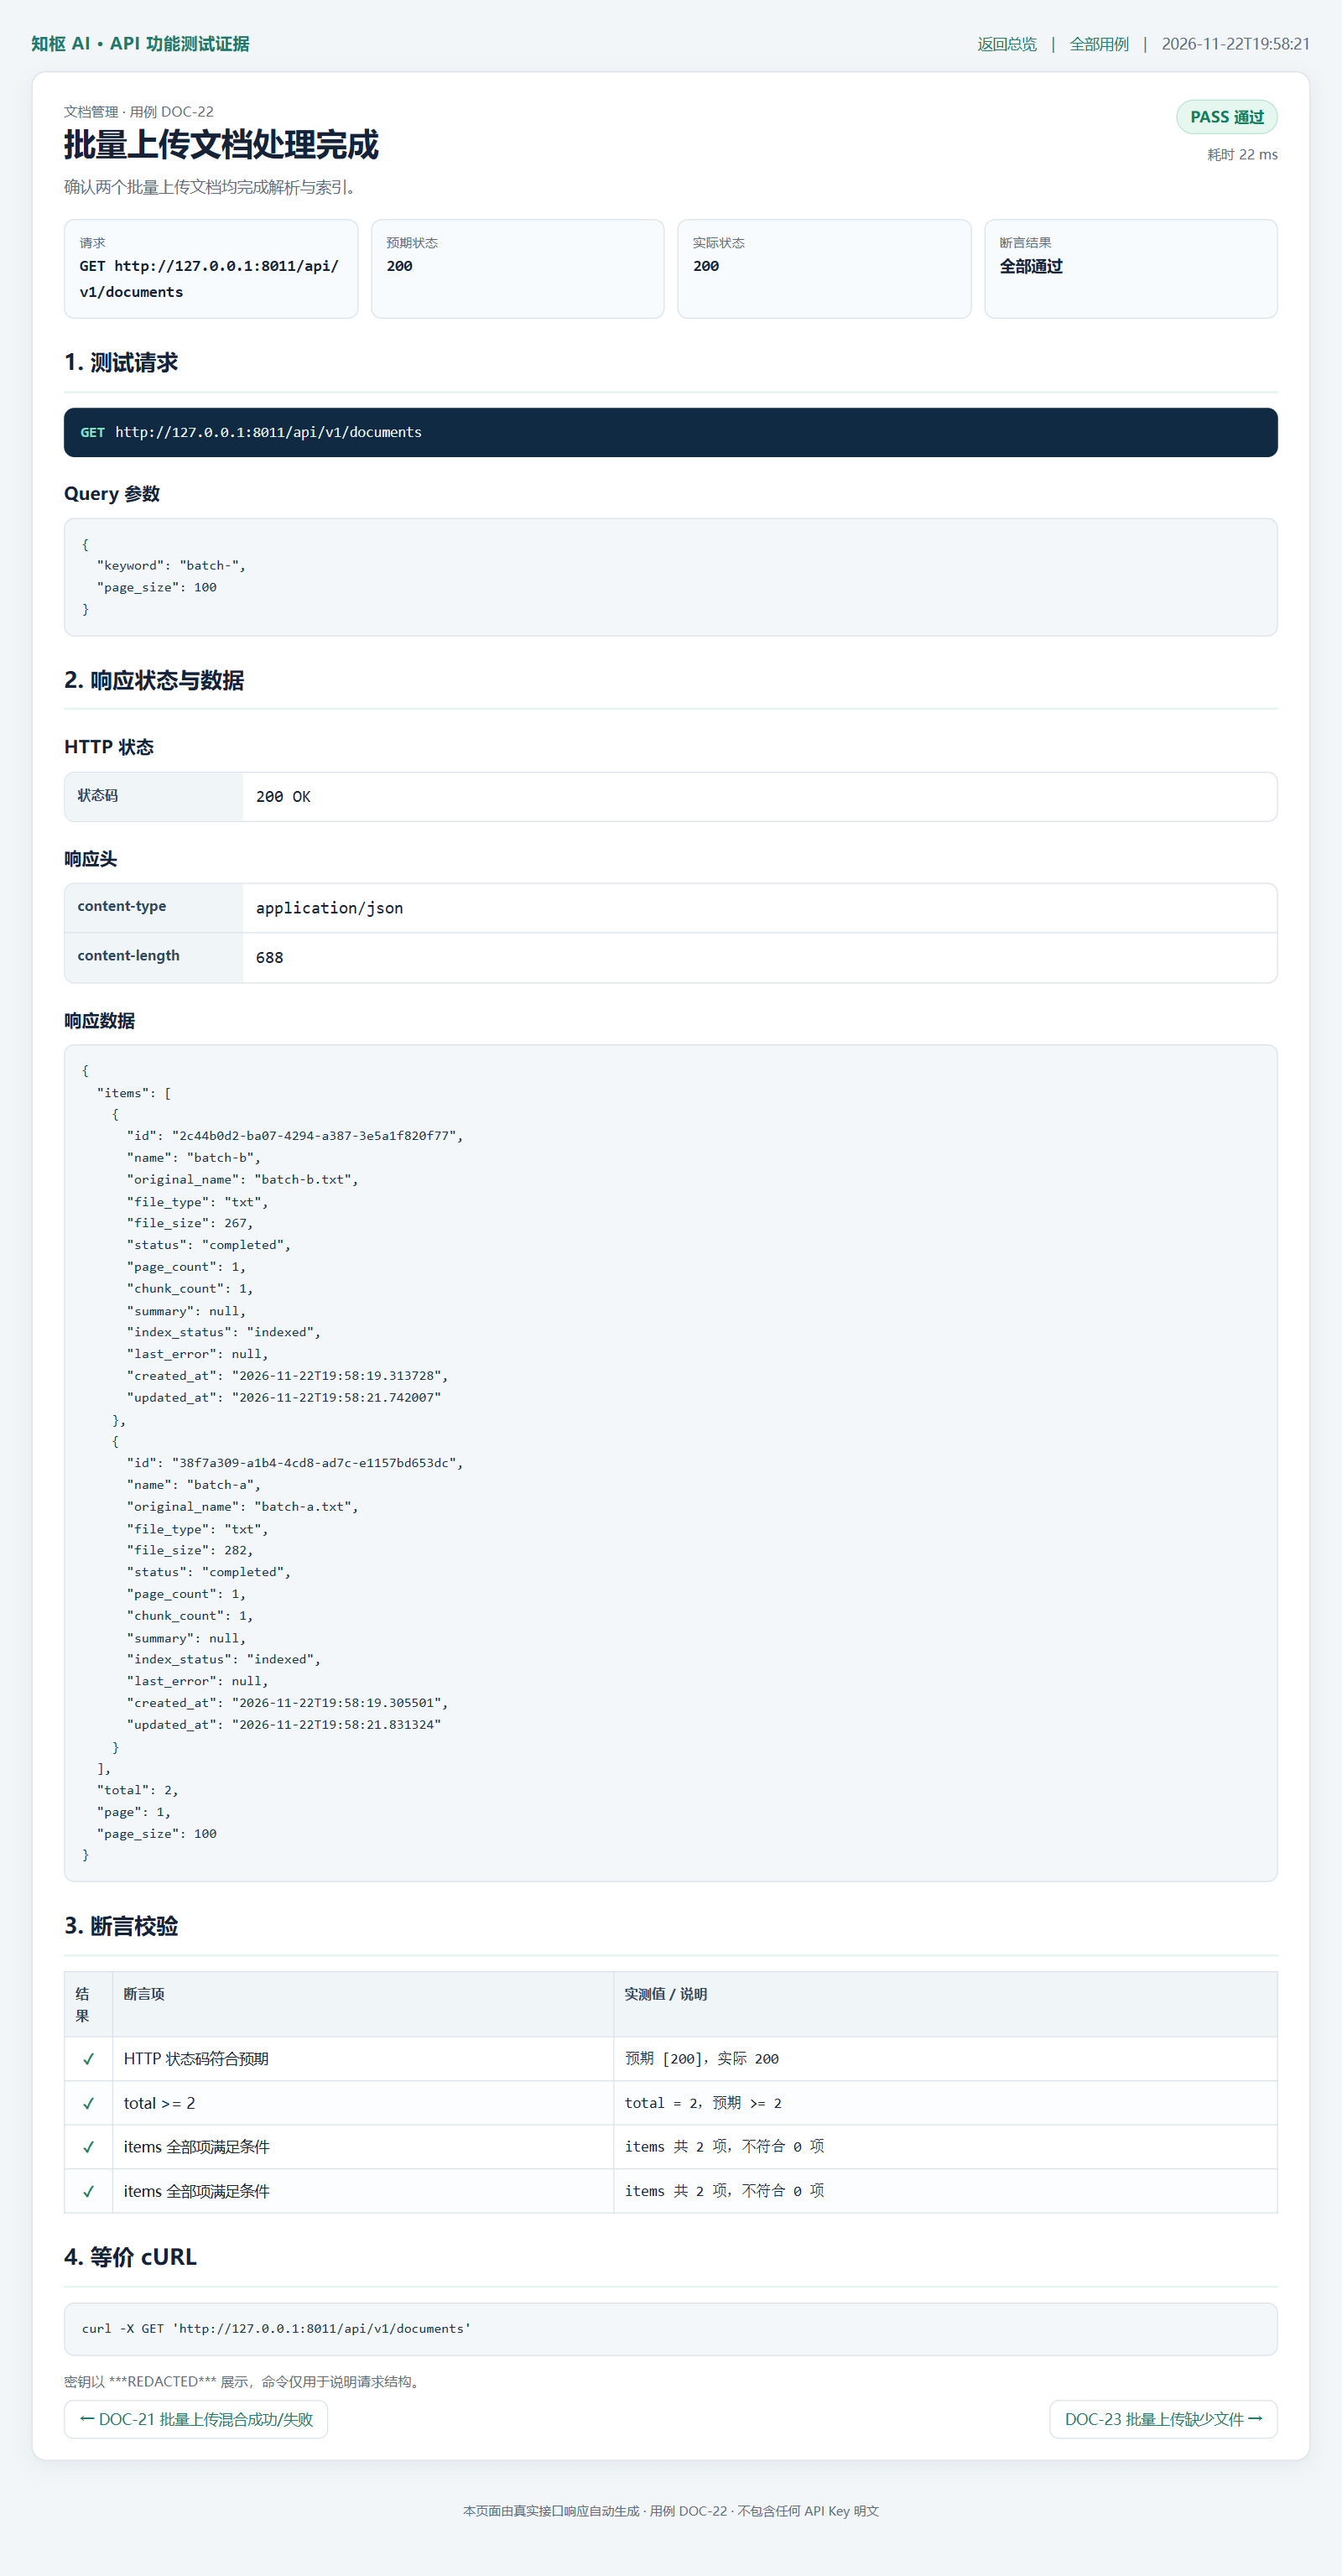 知枢 AI • API 功能测试证据
返回总览 | 全部用例 | 2026-11-22T19:58:21
文档管理 · 用例 DOC-22
批量上传文档处理完成
确认两个批量上传文档均完成解析与索引。
PASS 通过
耗时 22 ms
请求
GET http://127.0.0.1:8011/api/
v1/documents
预期状态
200
实际状态
200
断言结果
全部通过
1. 测试请求
GET http://127.0.0.1:8011/api/v1/documents
Query 参数
{
"keyword": "batch-",
"page_size": 100
}
2. 响应状态与数据
HTTP 状态
状态码 200 OK
响应头
content-type application/json
content-length 688
响应数据
{
"items": [
{
"id": "2c44b0d2-ba07-4294-a387-3e5a1f820f77",
"name": "batch-b",
"original_name": "batch-b.txt",
"file_type": "txt",
"file_size": 267,
"status": "completed",
"page_count": 1,
"chunk_count": 1,
"summary": null,
"index_status": "indexed",
"last_error": null,
"created_at": "2026-11-22T19:58:19.313728",
"updated_at": "2026-11-22T19:58:21.742007"
},
{
"id": "38f7a309-a1b4-4cd8-ad7c-e1157bd653dc",
"name": "batch-a",
"original_name": "batch-a.txt",
"file_type": "txt",
"file_size": 282,
"status": "completed",
"page_count": 1,
"chunk_count": 1,
"summary": null,
"index_status": "indexed",
"last_error": null,
"created_at": "2026-11-22T19:58:19.305501",
"updated_at": "2026-11-22T19:58:21.831324"
}
],
"total": 2,
"page": 1,
"page_size": 100
}
3. 断言校验
结果 断言项 实测值 / 说明
✓ HTTP 状态码符合预期 预期 [200]，实际 200
✓ total >= 2 total = 2，预期 >= 2
✓ items 全部项满足条件 items 共 2 项，不符合 0 项
✓ items 全部项满足条件 items 共 2 项，不符合 0 项
4. 等价 cURL
curl -X GET 'http://127.0.0.1:8011/api/v1/documents'
密钥以 ***REDACTED*** 展示，命令仅用于说明请求结构。
← DOC-21 批量上传混合成功/失败
DOC-23 批量上传缺少文件 →
本页面由真实接口响应自动生成 · 用例 DOC-22 · 不包含任何 API Key 明文